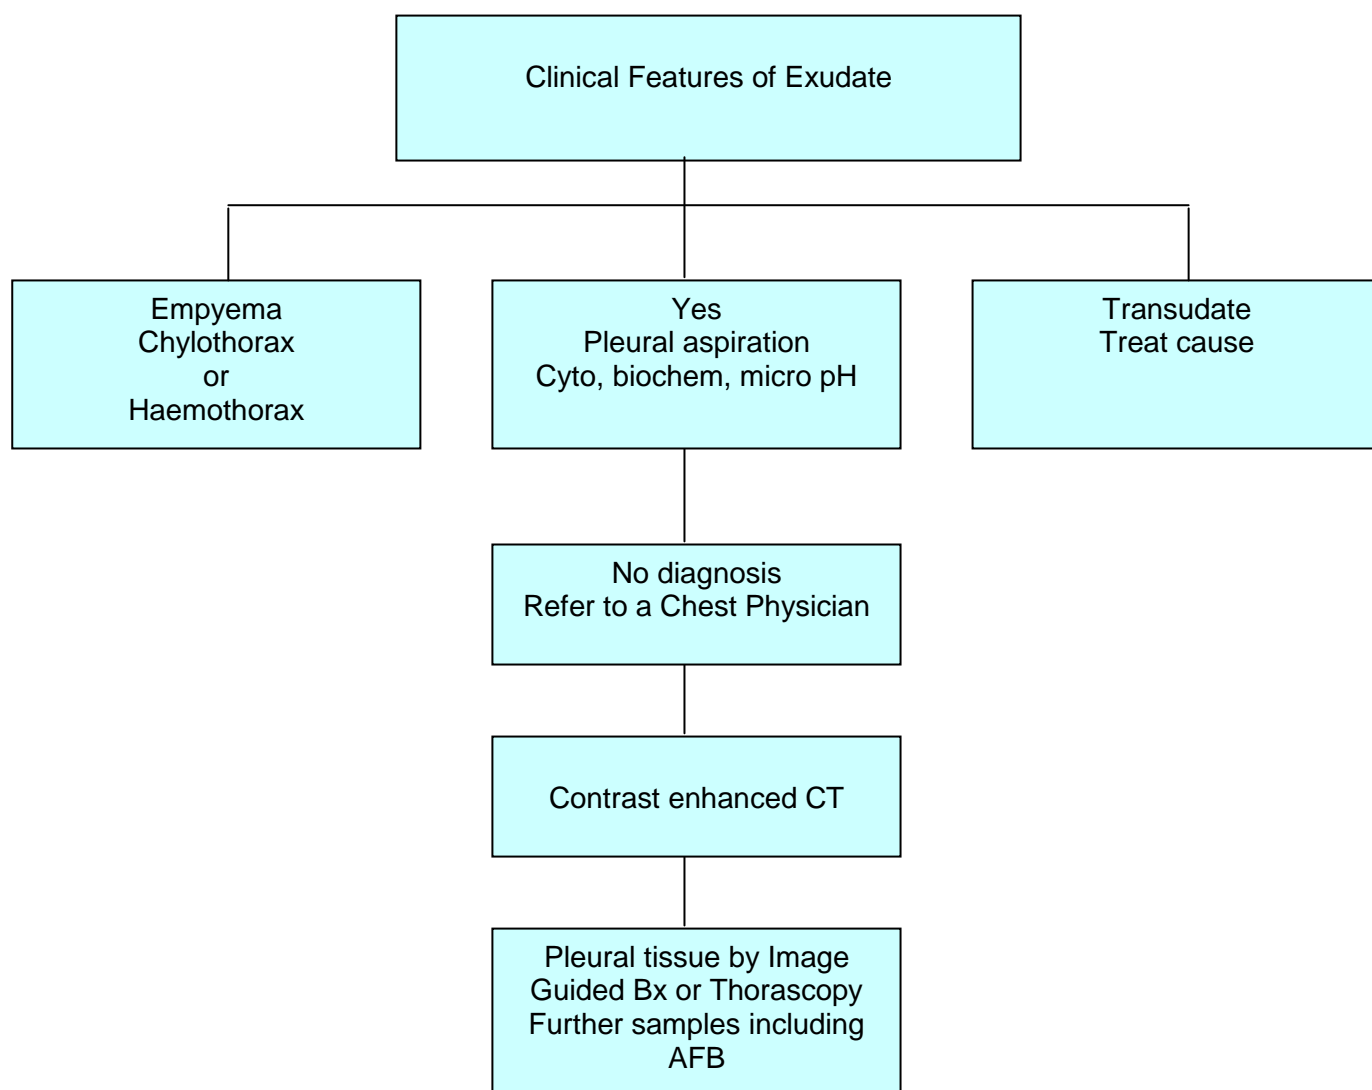 Clinical Features of Exudate
Empyema
Chylothorax
or
Haemothorax
Yes
Pleural aspiration
Cyto, biochem, micro pH
Transudate
Treat cause
No diagnosis
Refer to a Chest Physician
Contrast enhanced CT
Pleural tissue by Image
Guided Bx or Thorascopy
Further samples including
AFB